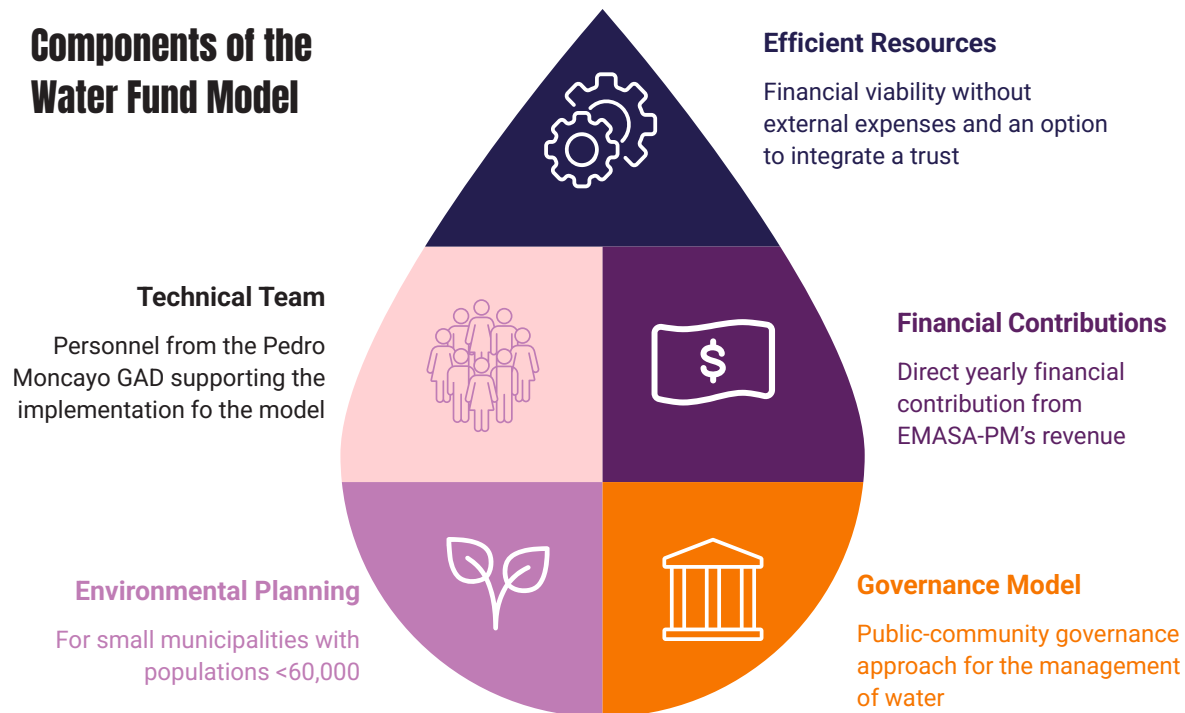 Components of the
Water Fund Model
Efficient Resources
Financial viability without
external expenses and an option
to integrate a trust
Technical Team
Personnel from the Pedro
Moncayo GAD supporting the
implementation fo the model
$
Financial Contributions
Direct yearly financial
contribution from
EMASA-PM’s revenue
Environmental Planning
For small municipalities with
populations <60,000
Governance Model
Public-community governance
approach for the management
of water